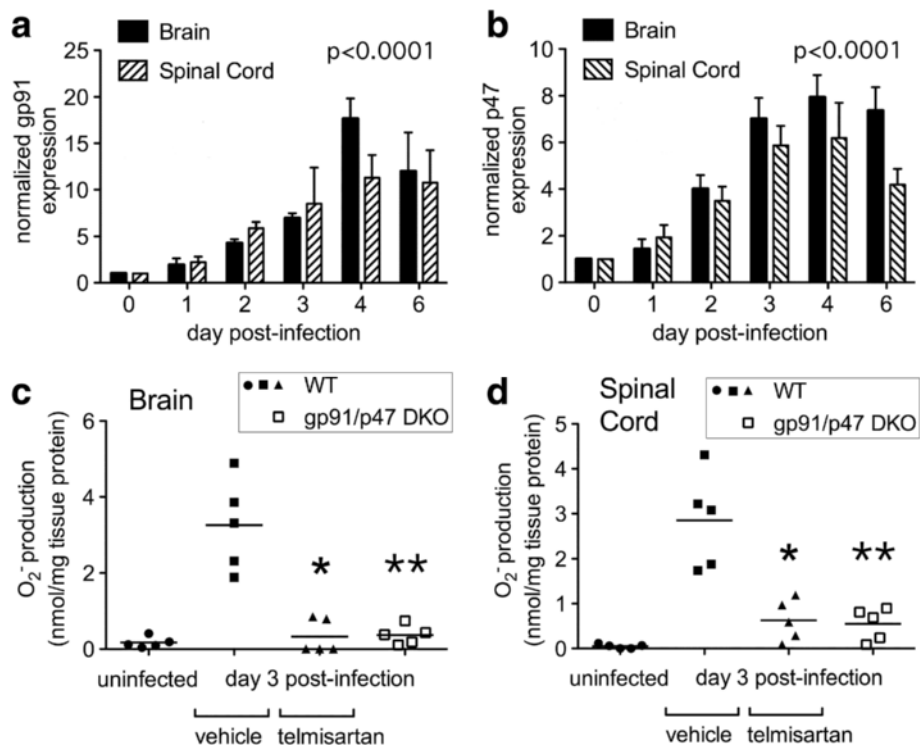 a
Brain
Spinal Cord
p<0.0001
normalized gp91
expression
25
20
15
10
5
0
0 1 2 3 4 6
day post-infection
b
Brain
Spinal Cord
p<0.0001
normalized p47
expression
10
8
6
4
2
0
0 1 2 3 4 6
day post-infection
c
Brain
WT
gp91/p47 DKO
O₂⁻ production
(nmol/mg tissue protein)
6
4
2
0
* **
uninfected day 3 post-infection
vehicle telmisartan
d
Spinal
Cord
WT
gp91/p47 DKO
O₂⁻ production
(nmol/mg tissue protein)
5
4
3
2
1
0
* **
uninfected day 3 post-infection
vehicle telmisartan